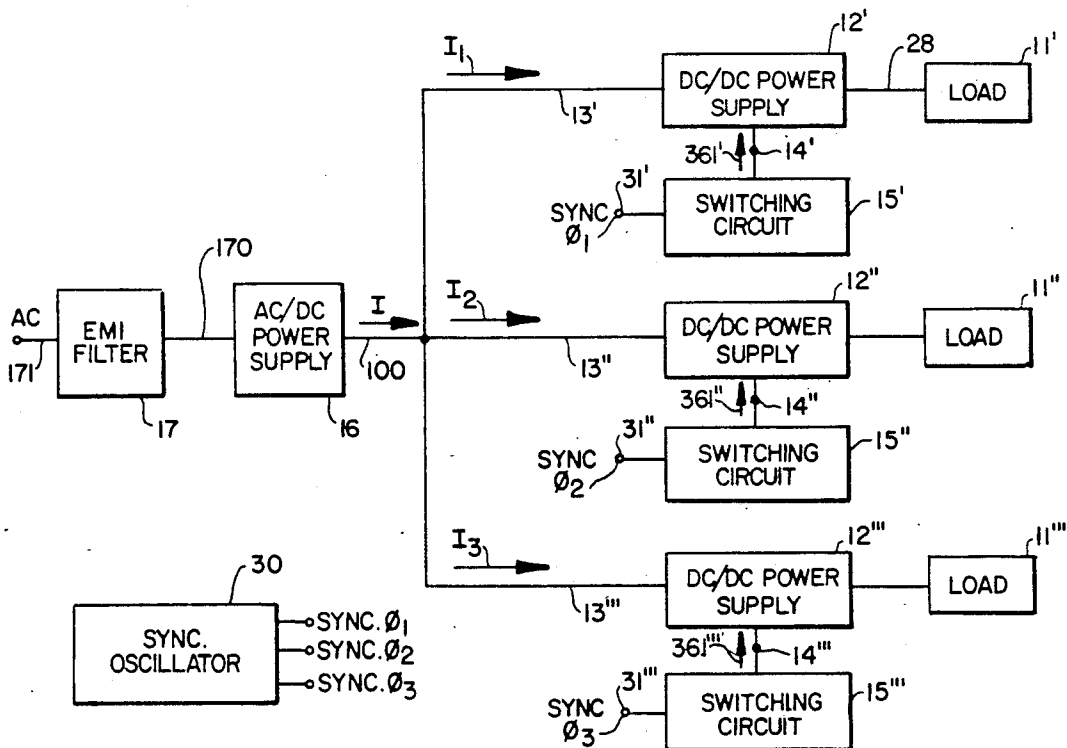 12'
28
11'
I1
DC/DC POWER
SUPPLY
LOAD
13'
361'
14'
31'
SYNC
Ø1
SWITCHING
CIRCUIT
15'
170
12"
11"
I
I2
AC
EMI
FILTER
AC/DC
POWER
SUPPLY
DC/DC POWER
SUPPLY
LOAD
171
100
13"
17
16
361"
14"
31"
SYNC
Ø2
SWITCHING
CIRCUIT
15"
12'''
11'''
I3
DC/DC POWER
SUPPLY
LOAD
30
13'''
SYNC.
OSCILLATOR
SYNC.Ø1
SYNC.Ø2
SYNC.Ø3
361'''
14'''
31'''
SYNC
Ø3
SWITCHING
CIRCUIT
15'''